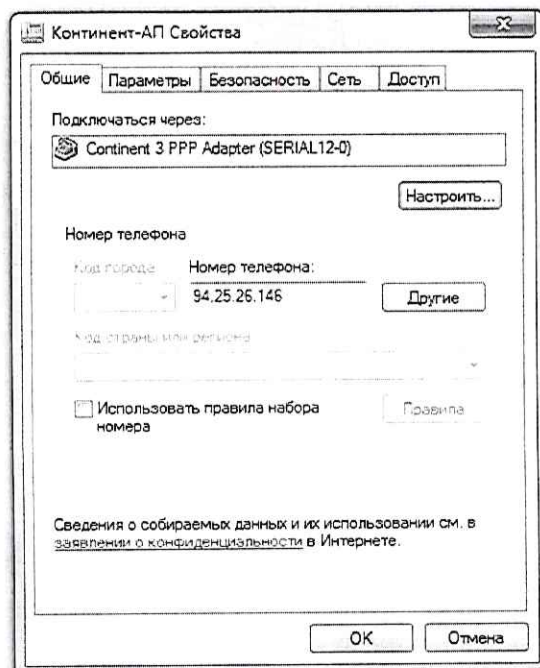 Континент-АП Свойства
Общие Параметры Безопасность Сеть Доступ
Подключаться через:
Continent 3 PPP Adapter (SERIAL12-0)
Настроить...
Номер телефона
Код города Номер телефона:
94.25.26.146 Другие
Код страны или региона
Использовать правила набора номера Правила
Сведения о собираемых данных и их использовании см. в
заявлении о конфиденциальности в Интернете.
OK Отмена